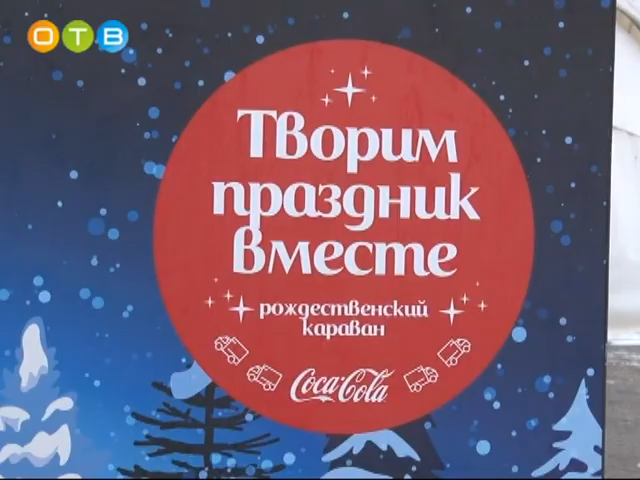 ОТВ
Творим
праздник
вместе
рождественский
караван
Coca-Cola